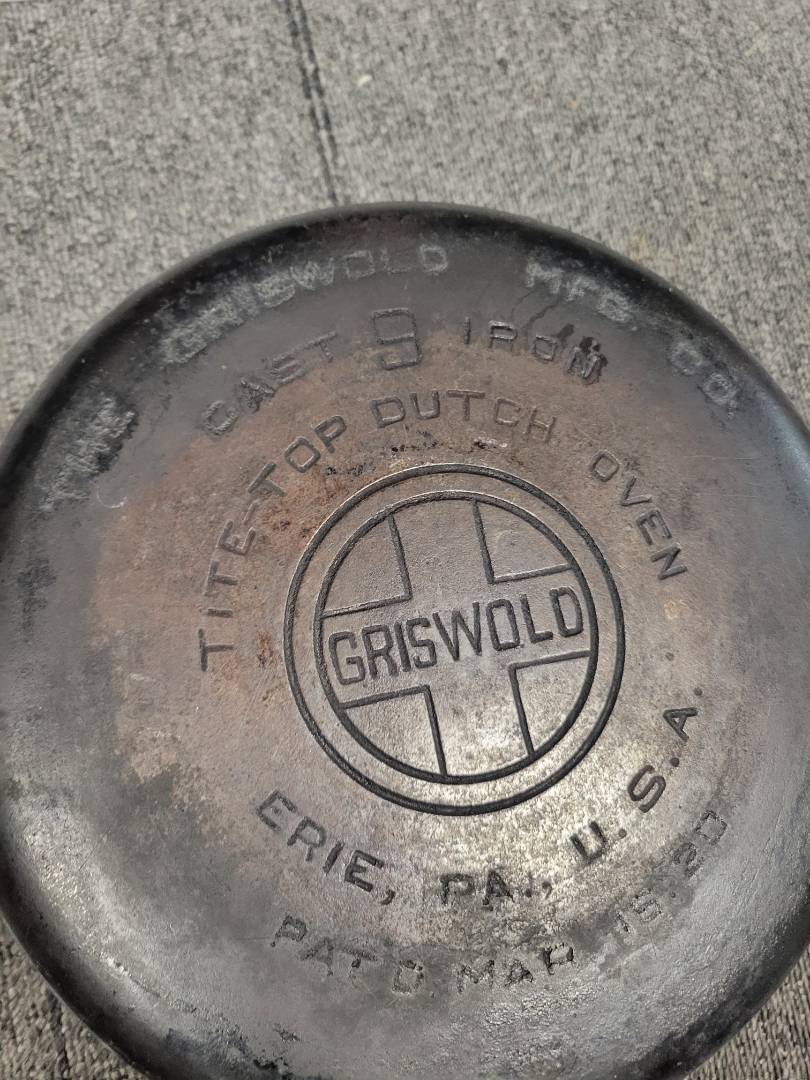 THE GRISWOLD MFG. CO.
CAST 9 IRON
TITE-TOP DUTCH OVEN
GRISWOLD
ERIE, PA., U.S.A.
PAT'D MAR. 16.20